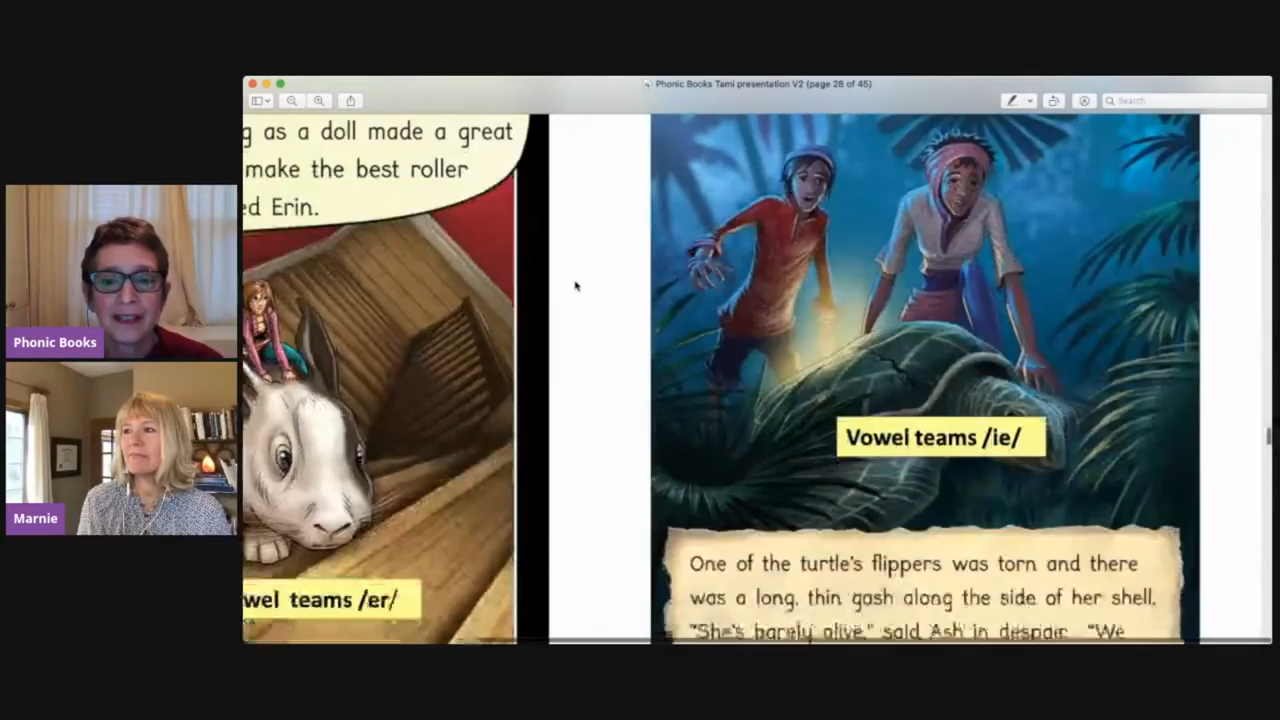 Phonic Books Tami presentation V2 (page 28 of 45)
Search
g as a doll made a great
make the best roller
ed Erin.
wel teams /er/
Vowel teams /ie/
One of the turtle's flippers was torn and there
was a long, thin gash along the side of her shell.
"She's barely alive," said Ash in despair. "We
Phonic Books
Marnie